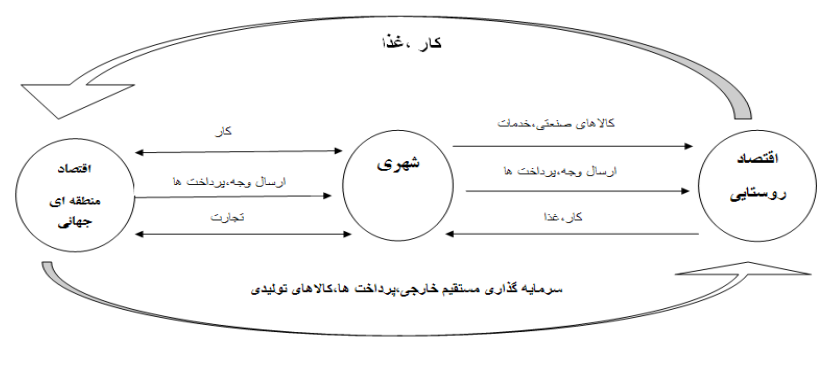 کار ،غذا
کالاهای صنعتی،خدمات
کار
اقتصاد
روستایی
شهری
اقتصاد
منطقه ای
جهانی
ارسال وجه،پرداخت ها
ارسال وجه،پرداخت ها
کار،غذا
تجارت
سرمایه گذاری مستقیم خارجی،پرداخت ها،کالاهای تولیدی